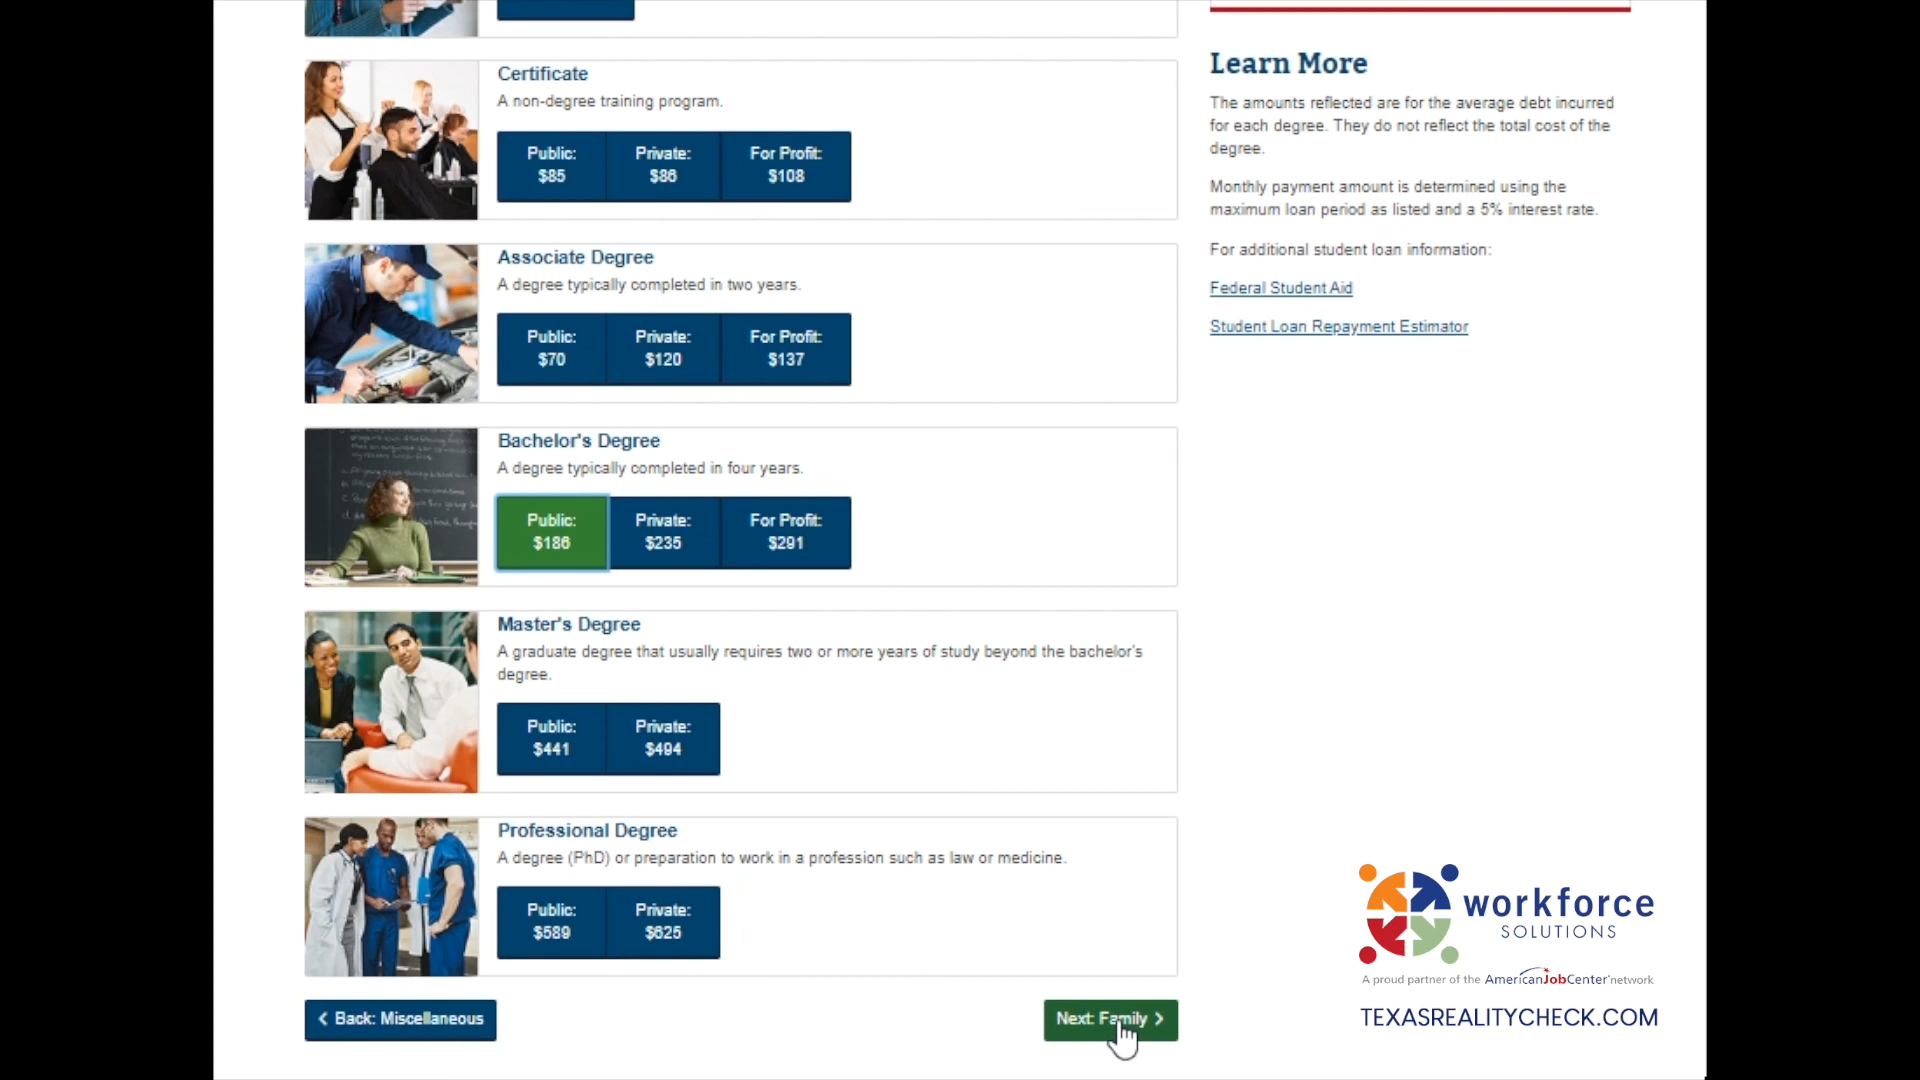 Certificate
A non-degree training program.
Public:
$85
Private:
$86
For Profit:
$108
Associate Degree
A degree typically completed in two years.
Public:
$70
Private:
$120
For Profit:
$137
Bachelor's Degree
A degree typically completed in four years.
Public:
$186
Private:
$235
For Profit:
$291
Master's Degree
A graduate degree that usually requires two or more years of study beyond the bachelor's
degree.
Public:
$441
Private:
$494
Professional Degree
A degree (PhD) or preparation to work in a profession such as law or medicine.
Public:
$589
Private:
$625
Back: Miscellaneous
Next: Family
Learn More
The amounts reflected are for the average debt incurred
for each degree. They do not reflect the total cost of the
degree.
Monthly payment amount is determined using the
maximum loan period as listed and a 5% interest rate.
For additional student loan information:
Federal Student Aid
Student Loan Repayment Estimator
workforce
SOLUTIONS
A proud partner of the AmericanJobCenter network
TEXASREALITYCHECK.COM